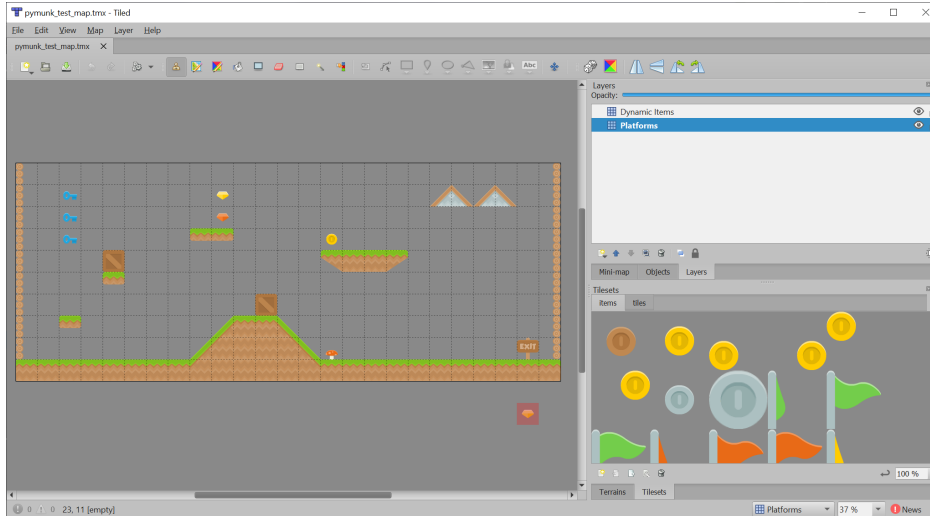 pymunk_test_map.tmx - Tiled
File Edit View Map Layer Help
pymunk_test_map.tmx
Abc
Layers
Opacity:
Dynamic Items
Platforms
EXIT
Mini-map Objects Layers
Tilesets
items tiles
100 %
Terrains Tilesets
0 0 23, 11 [empty] Platforms 37 % News